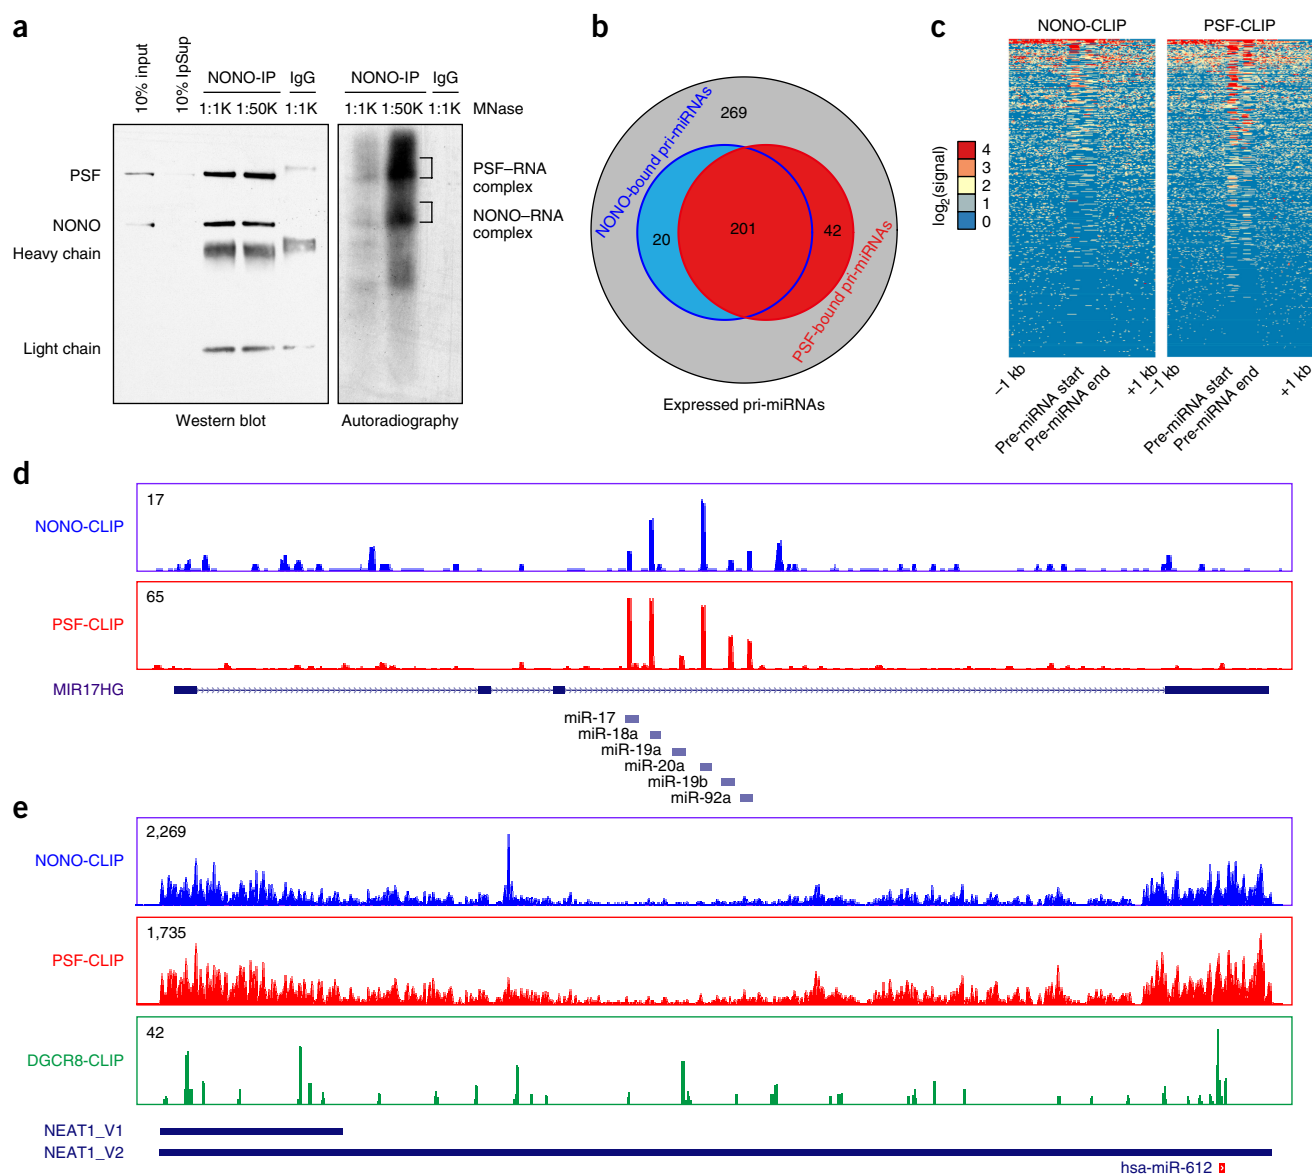 a
10% input
10% IpSup
NONO-IP
IgG
1:1K 1:50K 1:1K
NONO-IP IgG
1:1K 1:50K 1:1K MNase
PSF
NONO
Heavy chain
Light chain
PSF–RNA
complex
NONO–RNA
complex
Western blot
Autoradiography
b
269
NONO-bound pri-miRNAs
20
201
42
PSF-bound pri-miRNAs
Expressed pri-miRNAs
c
NONO-CLIP
PSF-CLIP
log2(signal)
4
3
2
1
0
–1 kb
Pre-miRNA start
Pre-miRNA end
+1 kb
–1 kb
Pre-miRNA start
Pre-miRNA end
+1 kb
d
NONO-CLIP
17
PSF-CLIP
65
MIR17HG
miR-17
miR-18a
miR-19a
miR-20a
miR-19b
miR-92a
e
NONO-CLIP
2,269
PSF-CLIP
1,735
DGCR8-CLIP
42
NEAT1_V1
NEAT1_V2
hsa-miR-612